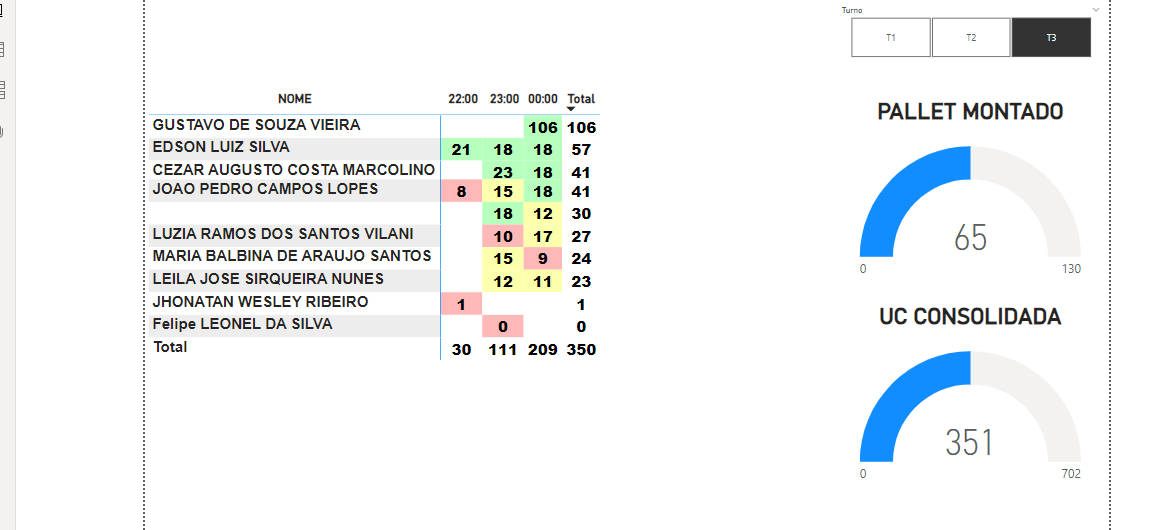 Turno
T1 T2 T3
NOME 22:00 23:00 00:00 Total
GUSTAVO DE SOUZA VIEIRA 106 106
EDSON LUIZ SILVA 21 18 18 57
CEZAR AUGUSTO COSTA MARCOLINO 23 18 41
JOAO PEDRO CAMPOS LOPES 8 15 18 41
18 12 30
LUZIA RAMOS DOS SANTOS VILANI 10 17 27
MARIA BALBINA DE ARAUJO SANTOS 15 9 24
LEILA JOSE SIRQUEIRA NUNES 12 11 23
JHONATAN WESLEY RIBEIRO 1 1
Felipe LEONEL DA SILVA 0 0
Total 30 111 209 350
PALLET MONTADO
65
0 130
UC CONSOLIDADA
351
0 702